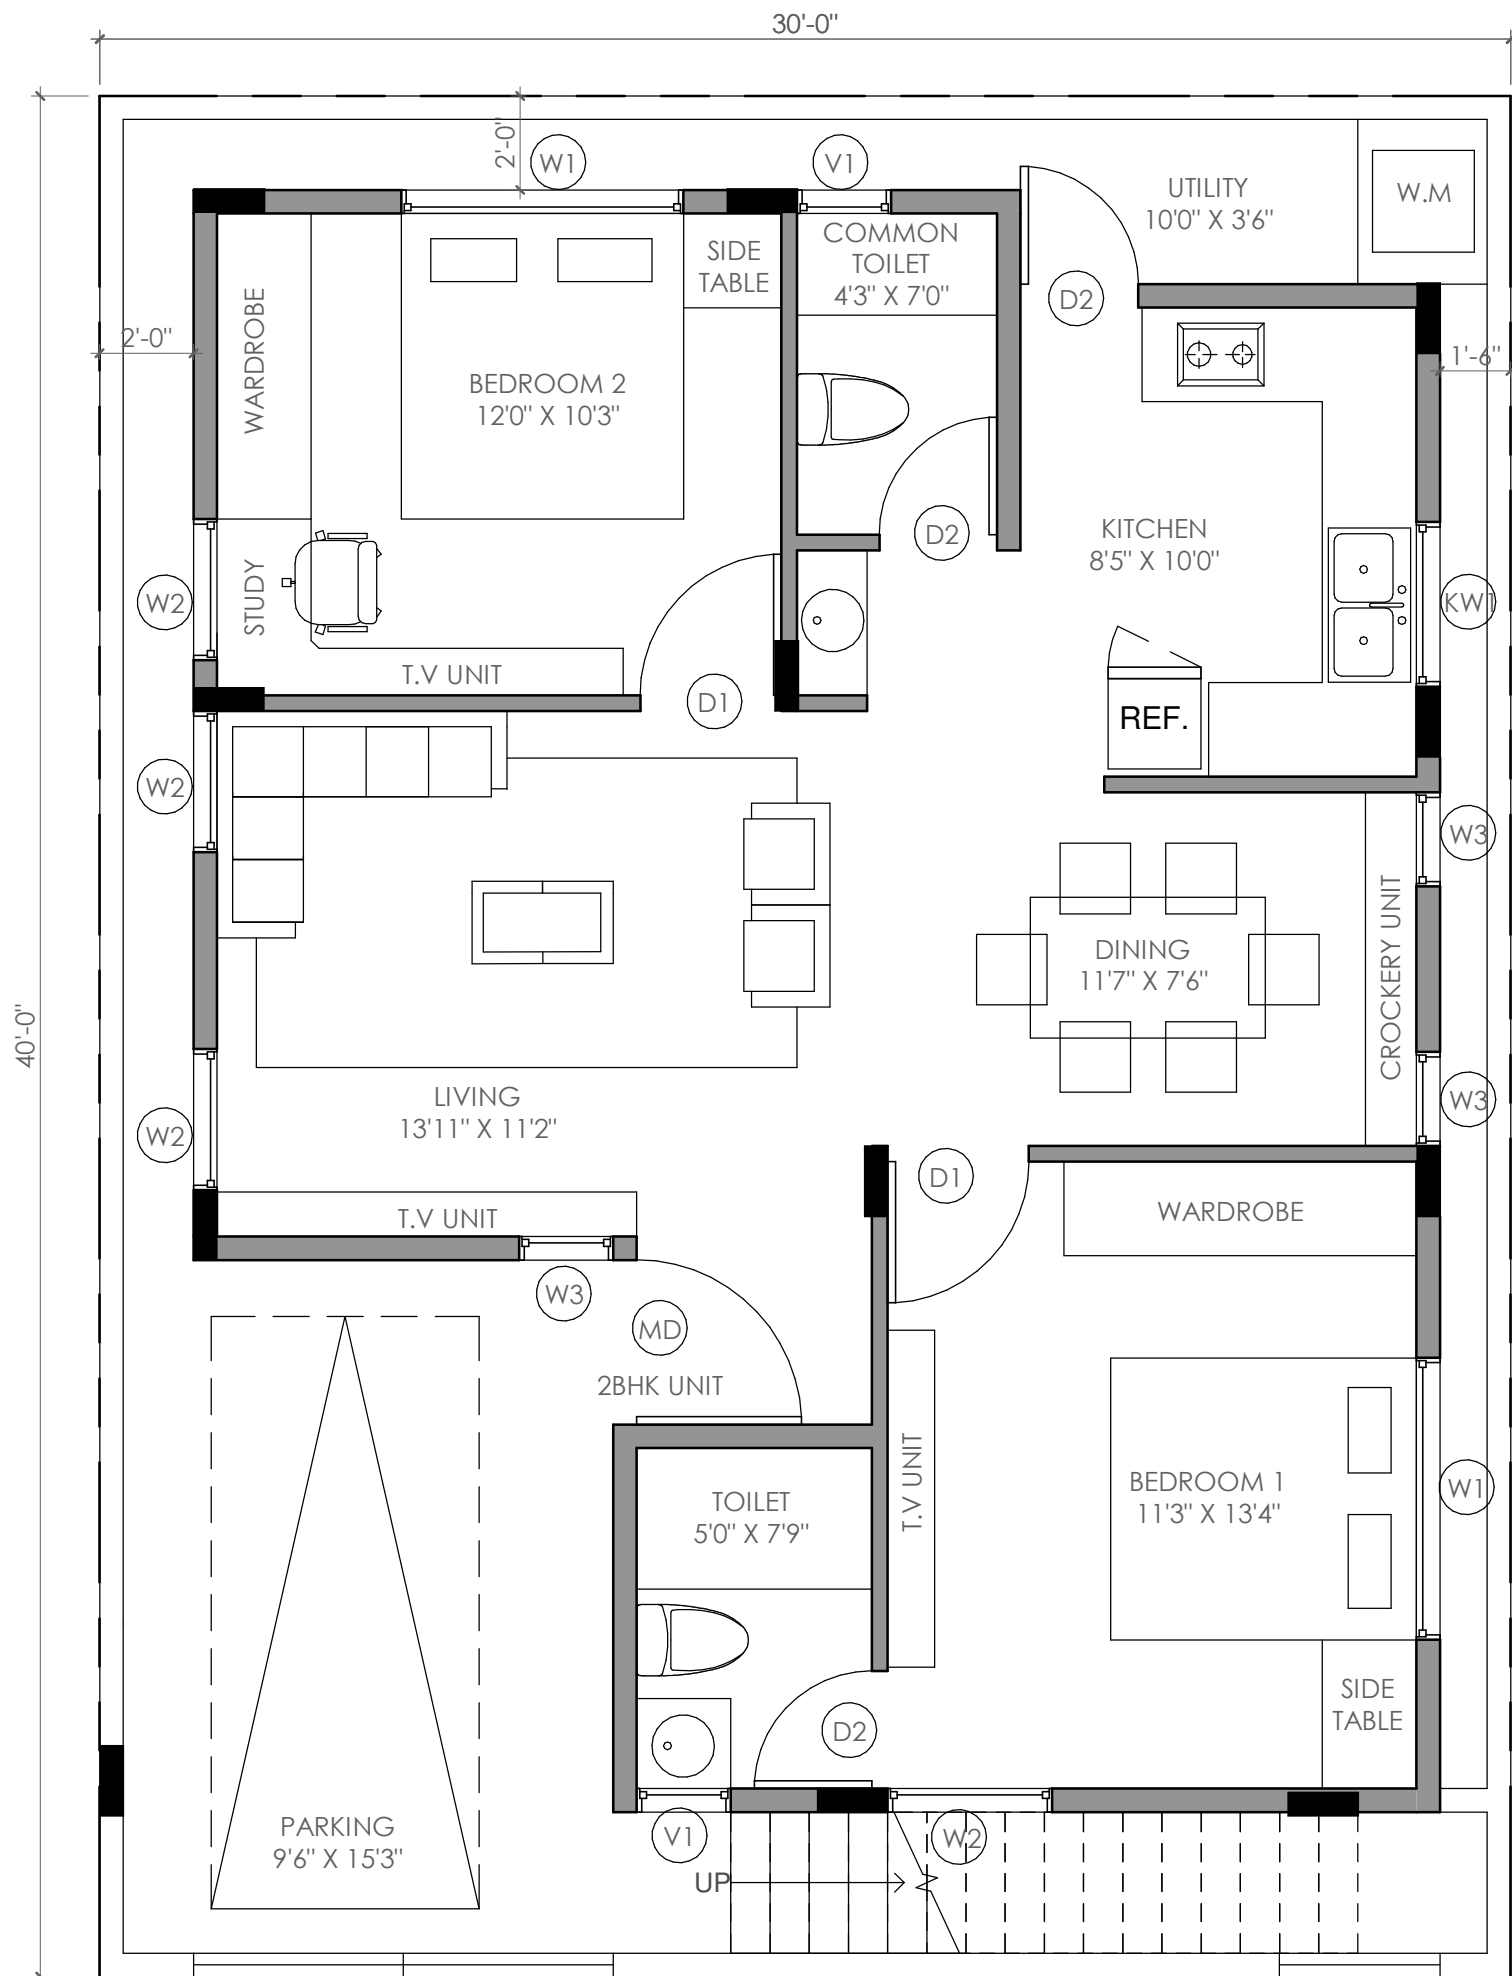 30'-0"
2'-0"
W1
V1
UTILITY
10'0" X 3'6"
W.M
COMMON
TOILET
4'3" X 7'0"
SIDE
TABLE
D2
2'-0"
WARDROBE
1'-6"
BEDROOM 2
12'0" X 10'3"
D2
KITCHEN
8'5" X 10'0"
W2
STUDY
KW1
T.V UNIT
D1
REF.
W2
W3
DINING
11'7" X 7'6"
CROCKERY UNIT
40'-0"
LIVING
13'11" X 11'2"
W3
W2
D1
T.V UNIT
WARDROBE
W3
MD
2BHK UNIT
TOILET
5'0" X 7'9"
T.V UNIT
BEDROOM 1
11'3" X 13'4"
W1
SIDE
TABLE
D2
PARKING
9'6" X 15'3"
V1
W2
UP